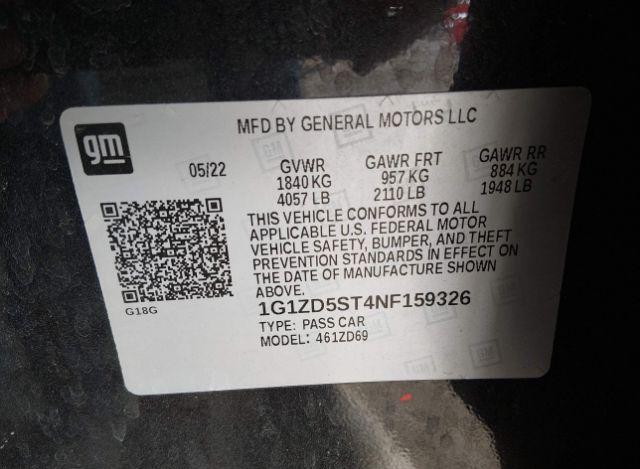 gm
MFD BY GENERAL MOTORS LLC
05/22 GVWR GAWR FRT GAWR RR
1840 KG 957 KG 884 KG
4057 LB 2110 LB 1948 LB
THIS VEHICLE CONFORMS TO ALL
APPLICABLE U.S. FEDERAL MOTOR
VEHICLE SAFETY, BUMPER, AND THEFT
PREVENTION STANDARDS IN EFFECT ON
THE DATE OF MANUFACTURE SHOWN
ABOVE.
G18G
1G1ZD5ST4NF159326
TYPE: PASS CAR
MODEL: 461ZD69